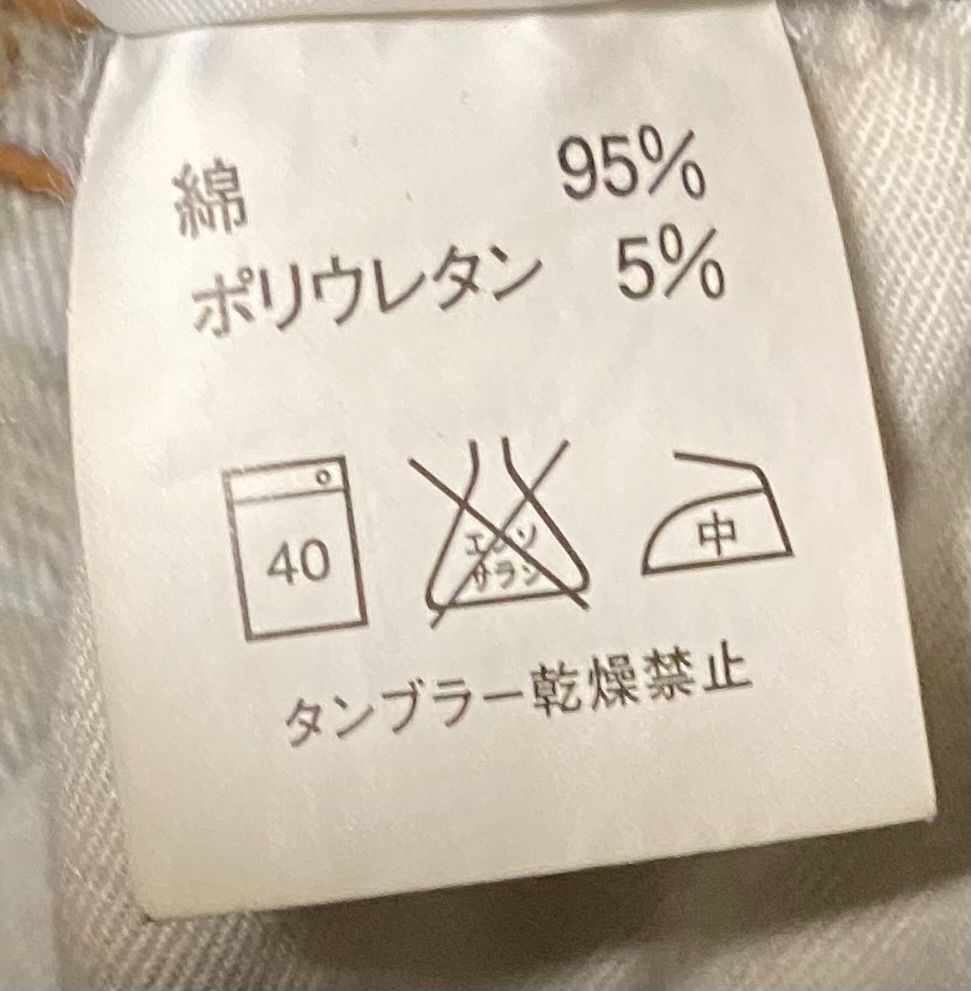 綿 95%
ポリウレタン 5%
40
エンソ
サラシ
中
タンブラー乾燥禁止